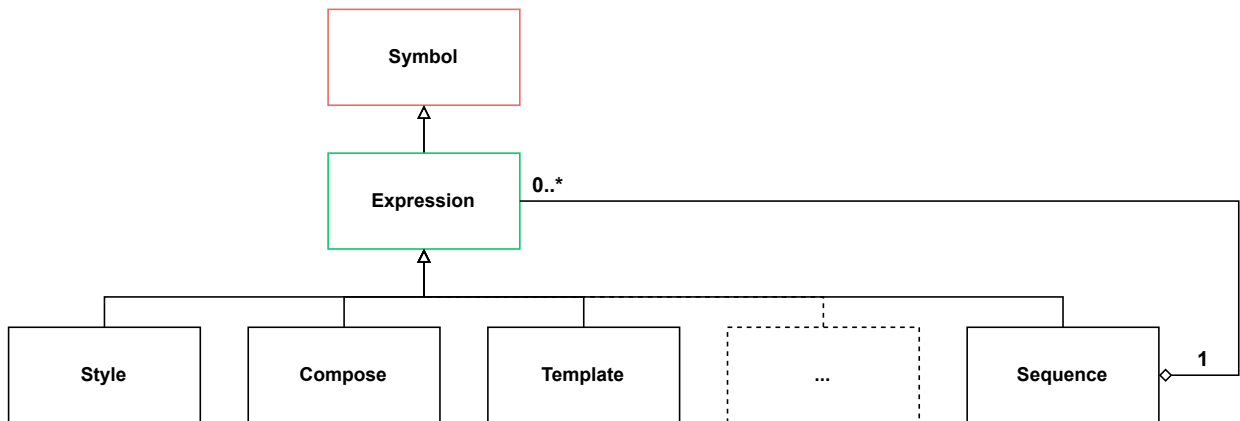 Symbol
Expression
0..*
Style
Compose
Template
...
Sequence
1